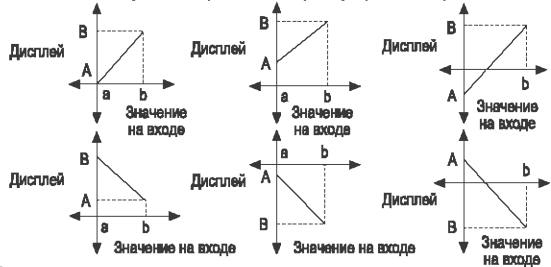 B
Дисплей
A
a
b
Значение
на входе
B
Дисплей
A
a
b
Значение
на входе
B
Дисплей
b
A
Значение
на входе
B
Дисплей
A
a
b
Значение на входе
a
b
Дисплей
A
B
Значение на входе
A
b
Дисплей
B
Значение
на входе